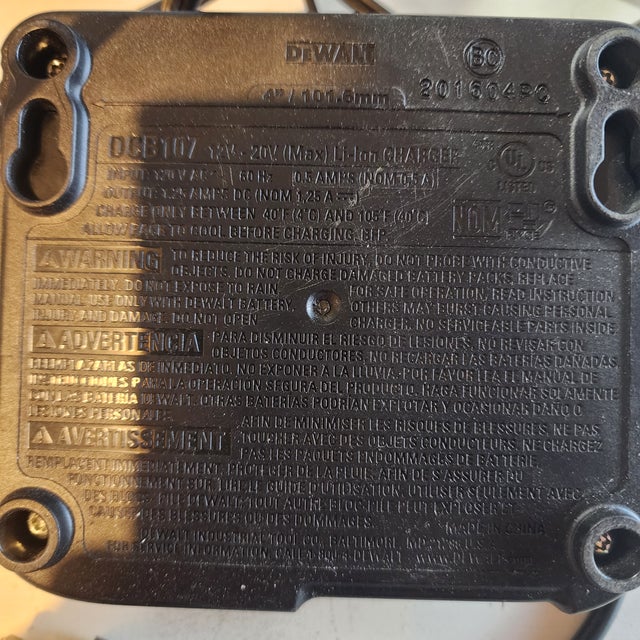 DEWALT
BC
4" / 101.6mm
201604PC
DCB107 12V - 20V (Max) Li-Ion CHARGER
INPUT: 120 V AC 60 Hz 0.5 AMPS (NOM 0,5 A)
OUTPUT: 1.25 AMPS DC (NOM 1,25 A
CHARGE ONLY BETWEEN 40°F (4°C) AND 105°F (40°C)
ALLOW PACK TO COOL BEFORE CHARGING.
UL
LISTED
NOM
WARNING TO REDUCE THE RISK OF INJURY, DO NOT PROBE WITH CONDUCTIVE
OBJECTS. DO NOT CHARGE DAMAGED BATTERY PACKS, REPLACE
IMMEDIATELY. DO NOT EXPOSE TO RAIN. FOR SAFE OPERATION, READ INSTRUCTION
MANUAL. USE ONLY WITH DEWALT BATTERY. OTHERS MAY BURST CAUSING PERSONAL
INJURY AND DAMAGE. DO NOT OPEN CHARGER, NO SERVICEABLE PARTS INSIDE
ADVERTENCIA PARA DISMINUIR EL RIESGO DE LESIONES, NO REVISAR CON
OBJETOS CONDUCTORES, NO RECARGAR LAS BATERÍAS DAÑADAS,
REEMPLAZARLAS DE INMEDIATO. NO EXPONER A LA LLUVIA. POR FAVOR LEA EL MANUAL DE
INSTRUCCIONES PARA LA OPERACIÓN SEGURA DEL PRODUCTO. HAGA FUNCIONAR SOLAMENTE
BATERIA DEWALT. OTRAS BATERÍAS PODRÍAN EXPLOTAR Y OCASIONAR DAÑO O
LESIONES PERSONALES.
AVERTISSEMENT AFIN DE MINIMISER LES RISQUES DE BLESSURES, NE PAS
TOUCHER AVEC DES OBJETS CONDUCTEURS. NE CHARGEZ
PAS LES PAQUETS ENDOMMAGÉS DE BATTERIE,
REMPLACENT IMMÉDIATEMENT. PROTÉGER DE LA PLUIE. AFIN DE S'ASSURER DU
FONCTIONNEMENT SUR LIRE LE GUIDE D'UTILISATION. UTILISER SEULEMENT AVEC
DES BLOCS PILE DEWALT. TOUT AUTRE BLOC PILE PEUT EXPLOSER ET
CAUSER DES BLESSURES OU DES DOMMAGES. MADE IN CHINA
DEWALT INDUSTRIAL TOOL CO., BALTIMORE, MD
FOR SERVICE INFORMATION, CALL 1-800-4-DEWALT